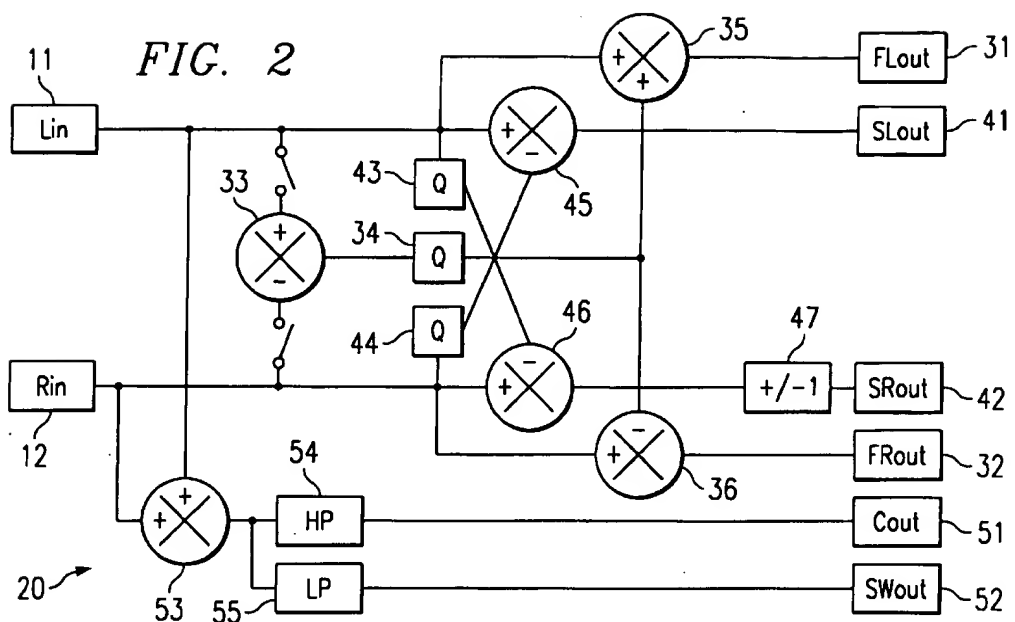 FIG. 2
11
35
FLout
31
Lin
+
+
+
-
SLout
41
45
43
Q
33
+
-
34
Q
44
Q
46
-
+
47
+/-1
SRout
42
Rin
12
-
+
36
FRout
32
+
+
53
54
HP
Cout
51
20
55
LP
SWout
52